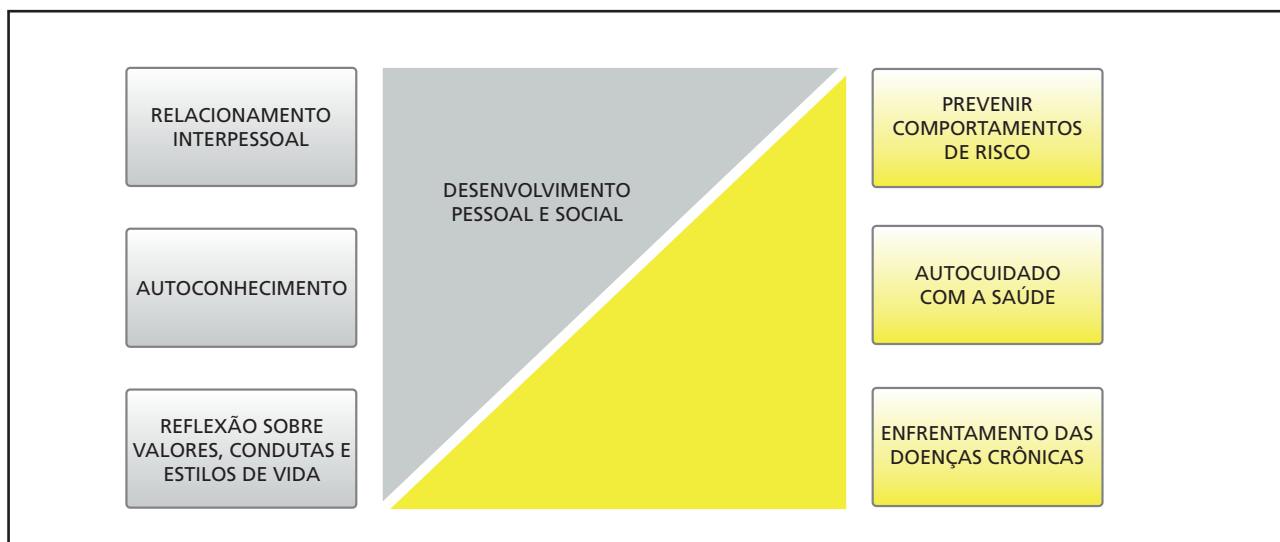 RELACIONAMENTO
INTERPESSOAL
AUTOCONHECIMENTO
REFLEXÃO SOBRE
VALORES, CONDUTAS E
ESTILOS DE VIDA
DESENVOLVIMENTO
PESSOAL E SOCIAL
PREVENIR
COMPORTAMENTOS
DE RISCO
AUTOCUIDADO
COM A SAÚDE
ENFRENTAMENTO DAS
DOENÇAS CRÔNICAS